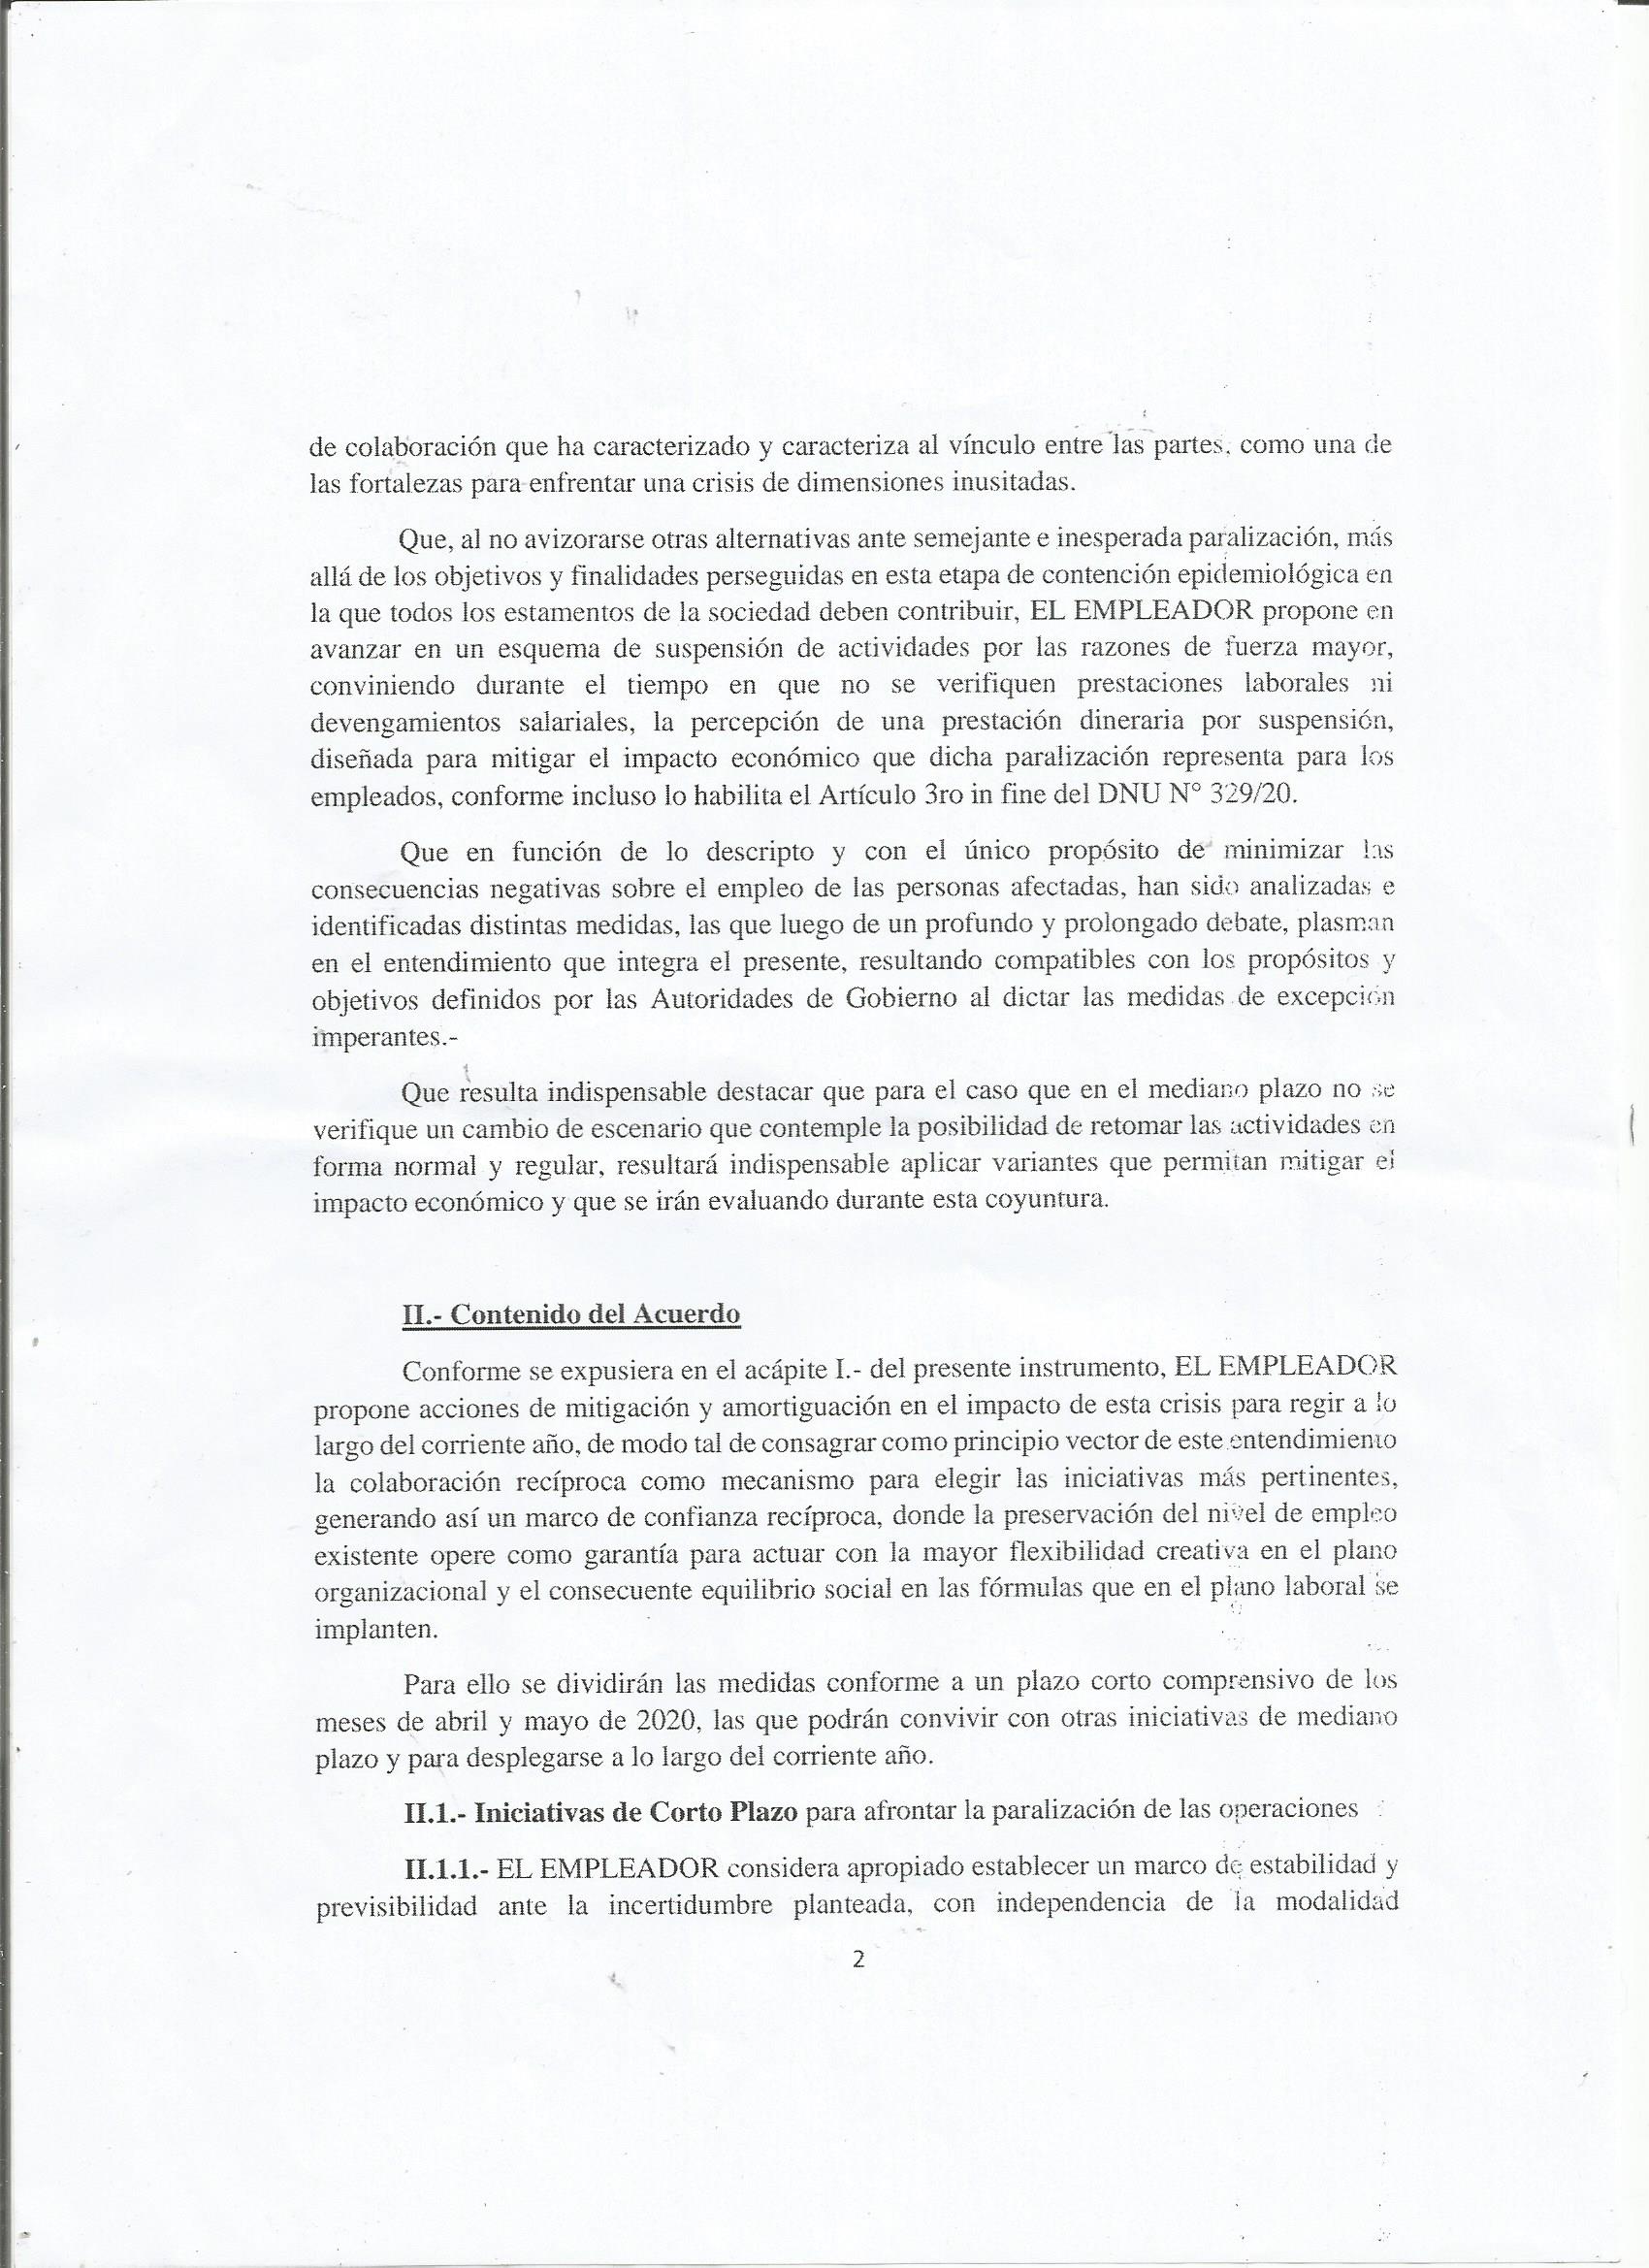 de colaboración que ha caracterizado y caracteriza al vínculo entre las partes, como una de
las fortalezas para enfrentar una crisis de dimensiones inusitadas.
Que, al no avizorarse otras alternativas ante semejante e inesperada paralización, más
allá de los objetivos y finalidades perseguidas en esta etapa de contención epidemiológica en
la que todos los estamentos de la sociedad deben contribuir, EL EMPLEADOR propone en
avanzar en un esquema de suspensión de actividades por las razones de fuerza mayor,
conviniendo durante el tiempo en que no se verifiquen prestaciones laborales ni
devengamientos salariales, la percepción de una prestación dineraria por suspensión,
diseñada para mitigar el impacto económico que dicha paralización representa para los
empleados, conforme incluso lo habilita el Artículo 3ro in fine del DNU N° 329/20.
Que en función de lo descripto y con el único propósito de minimizar las
consecuencias negativas sobre el empleo de las personas afectadas, han sido analizadas e
identificadas distintas medidas, las que luego de un profundo y prolongado debate, plasman
en el entendimiento que integra el presente, resultando compatibles con los propósitos y
objetivos definidos por las Autoridades de Gobierno al dictar las medidas de excepción
imperantes.-
Que resulta indispensable destacar que para el caso que en el mediano plazo no se
verifique un cambio de escenario que contemple la posibilidad de retomar las actividades en
forma normal y regular, resultará indispensable aplicar variantes que permitan mitigar el
impacto económico y que se irán evaluando durante esta coyuntura.
II.- Contenido del Acuerdo
Conforme se expusiera en el acápite I.- del presente instrumento, EL EMPLEADOR
propone acciones de mitigación y amortiguación en el impacto de esta crisis para regir a lo
largo del corriente año, de modo tal de consagrar como principio vector de este entendimiento
la colaboración recíproca como mecanismo para elegir las iniciativas más pertinentes,
generando así un marco de confianza recíproca, donde la preservación del nivel de empleo
existente opere como garantía para actuar con la mayor flexibilidad creativa en el plano
organizacional y el consecuente equilibrio social en las fórmulas que en el plano laboral se
implanten.
Para ello se dividirán las medidas conforme a un plazo corto comprensivo de los
meses de abril y mayo de 2020, las que podrán convivir con otras iniciativas de mediano
plazo y para desplegarse a lo largo del corriente año.
II.1.- Iniciativas de Corto Plazo para afrontar la paralización de las operaciones
II.1.1.- EL EMPLEADOR considera apropiado establecer un marco de estabilidad y
previsibilidad ante la incertidumbre planteada, con independencia de la modalidad
2